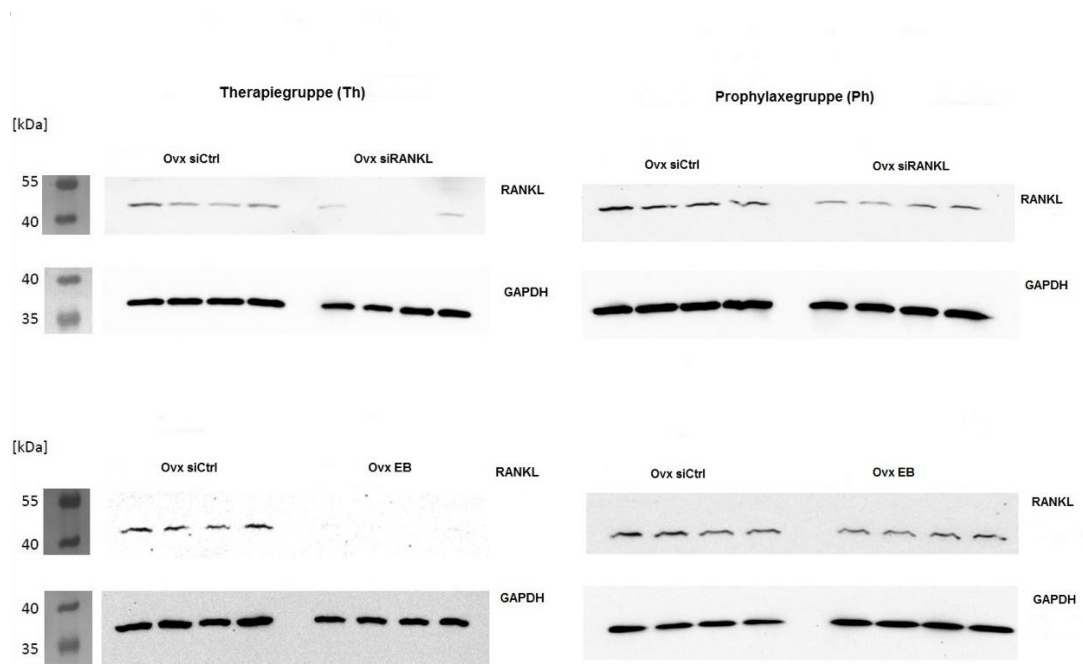 Therapiegruppe (Th)
Prophylaxegruppe (Ph)
[kDa]
Ovx siCtrl
Ovx siRANKL
Ovx siCtrl
Ovx siRANKL
55
RANKL
RANKL
40
40
GAPDH
GAPDH
35
[kDa]
Ovx siCtrl
Ovx EB
RANKL
Ovx siCtrl
Ovx EB
55
RANKL
40
40
GAPDH
GAPDH
35